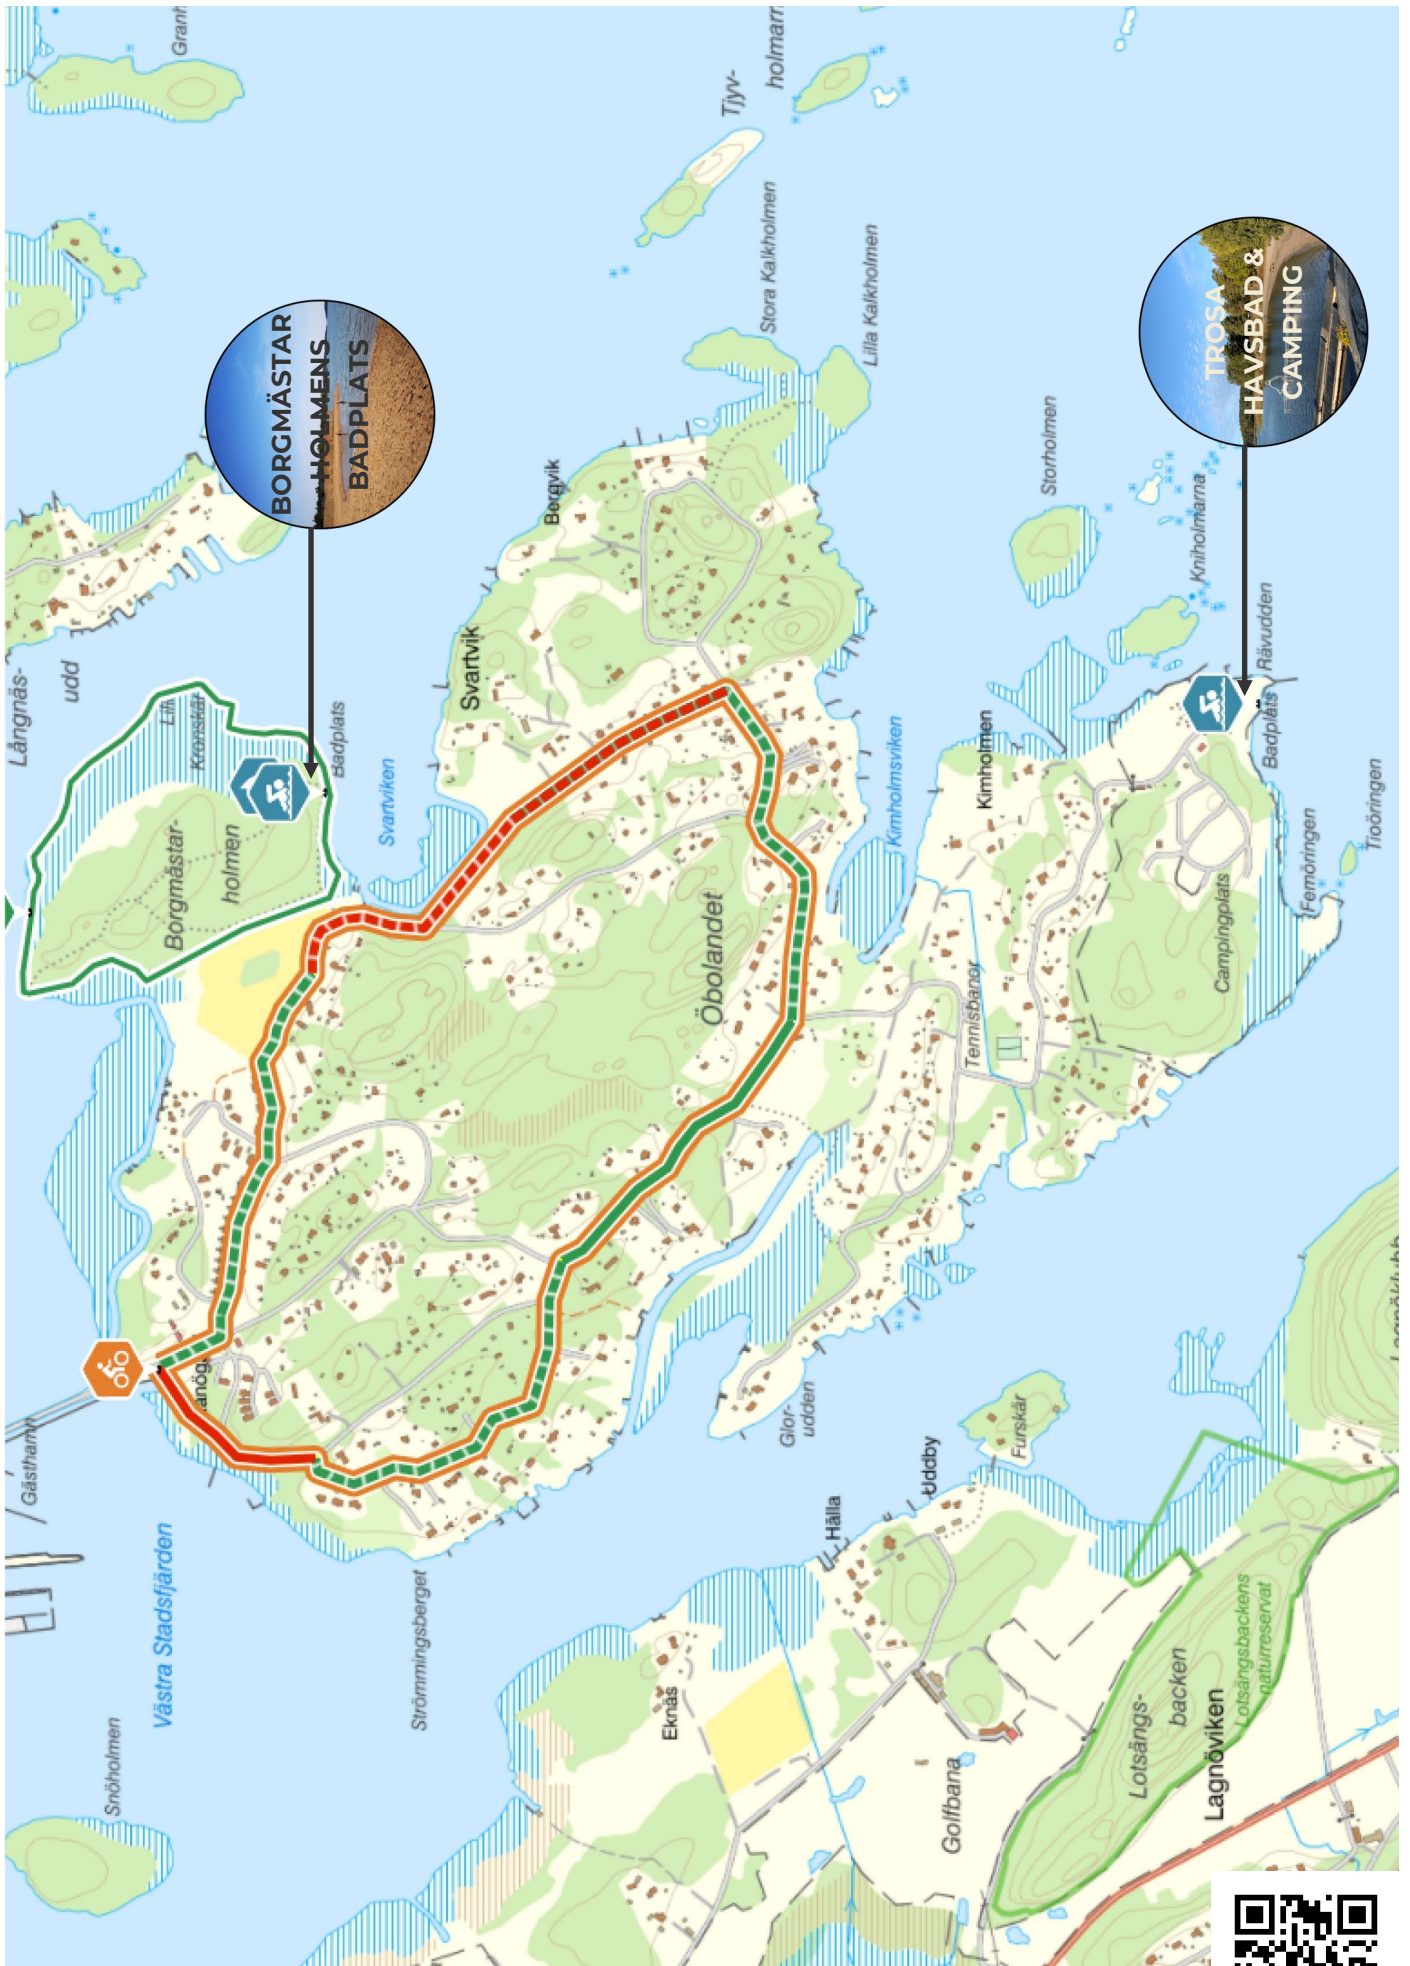 Gästhamn
Västra Stadsfjärden
Snöholmen
Strömmingsberget
Långnäs-
udd
Borgmästar-
holmen
Kronskär
Badplats
BORGMÄSTAR
HOLMENS
BADPLATS
Svartviken
Svartvik
Bergvik
Tjyv-
Stora Kalkholmen
Lilla Kalkholmen
Öbolandet
Kimholmsviken
Kimholmen
Storholmen
Kniholmarna
Rävudden
Badplats
TROSA
HAVSBAD &
CAMPING
Campingplats
Femöringen
Tioöringen
Tennisbanor
Glor-
udden
Furskär
Uddby
Hälla
Eknäs
Golfbana
Lotsängs-
backen
Lotsängsbackens
naturreservat
Lagnöviken